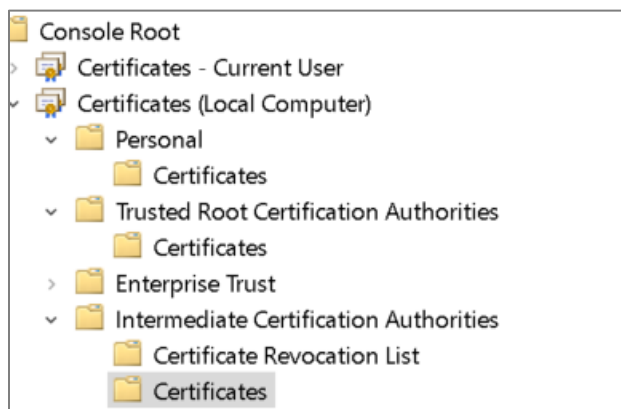 Console Root
Certificates - Current User
Certificates (Local Computer)
Personal
Certificates
Trusted Root Certification Authorities
Certificates
Enterprise Trust
Intermediate Certification Authorities
Certificate Revocation List
Certificates